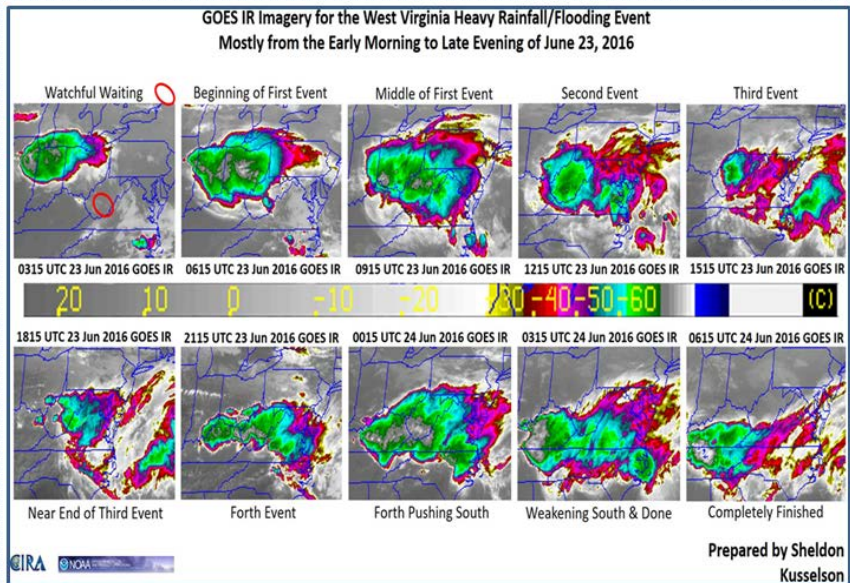 GOES IR Imagery for the West Virginia Heavy Rainfall/Flooding Event
Mostly from the Early Morning to Late Evening of June 23, 2016
Watchful Waiting
Beginning of First Event
Middle of First Event
Second Event
Third Event
0315 UTC 23 Jun 2016 GOES IR
0615 UTC 23 Jun 2016 GOES IR
0915 UTC 23 Jun 2016 GOES IR
1215 UTC 23 Jun 2016 GOES IR
1515 UTC 23 Jun 2016 GOES IR
20 10 0 -10 -20 -30 -40 -50 -60 (C)
1815 UTC 23 Jun 2016 GOES IR
2115 UTC 23 Jun 2016 GOES IR
0015 UTC 24 Jun 2016 GOES IR
0315 UTC 24 Jun 2016 GOES IR
0615 UTC 24 Jun 2016 GOES IR
Near End of Third Event
Forth Event
Forth Pushing South
Weakening South & Done
Completely Finished
CIRA
NOAA
Prepared by Sheldon
Kusselson